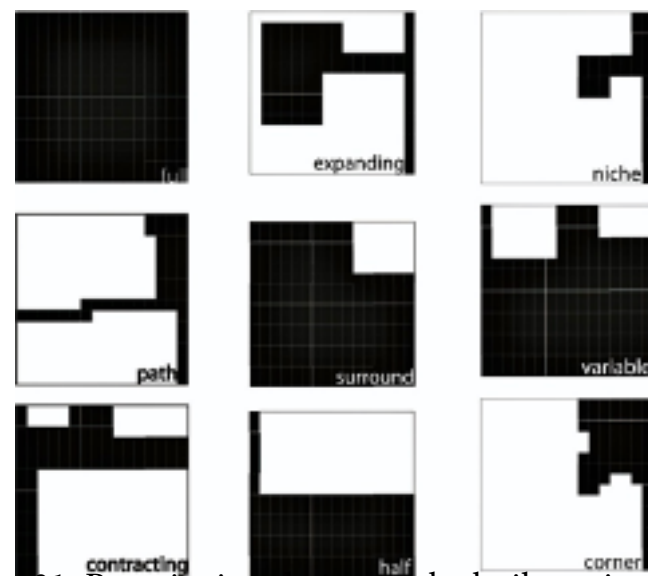 full
expanding
niche
path
surround
variable
contracting
half
corner